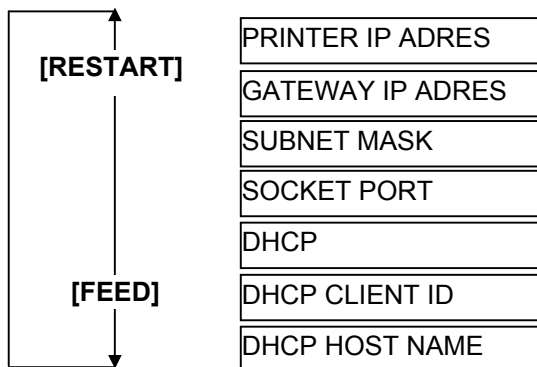 PRINTER IP ADRES
[RESTART]
GATEWAY IP ADRES
SUBNET MASK
SOCKET PORT
DHCP
[FEED]
DHCP CLIENT ID
DHCP HOST NAME